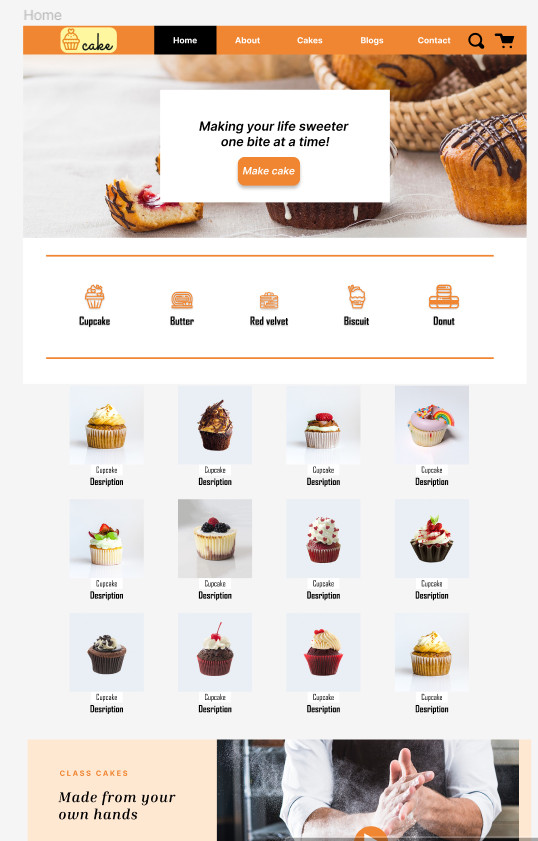 Home
cake
Home About Cakes Blogs Contact
Making your life sweeter
one bite at a time!
Make cake
Cupcake Butter Red velvet Biscuit Donut
Cupcake Cupcake Cupcake Cupcake
Desription Desription Desription Desription
Cupcake Cupcake Cupcake Cupcake
Desription Desription Desription Desription
Cupcake Cupcake Cupcake Cupcake
Desription Desription Desription Desription
CLASS CAKES
Made from your
own hands